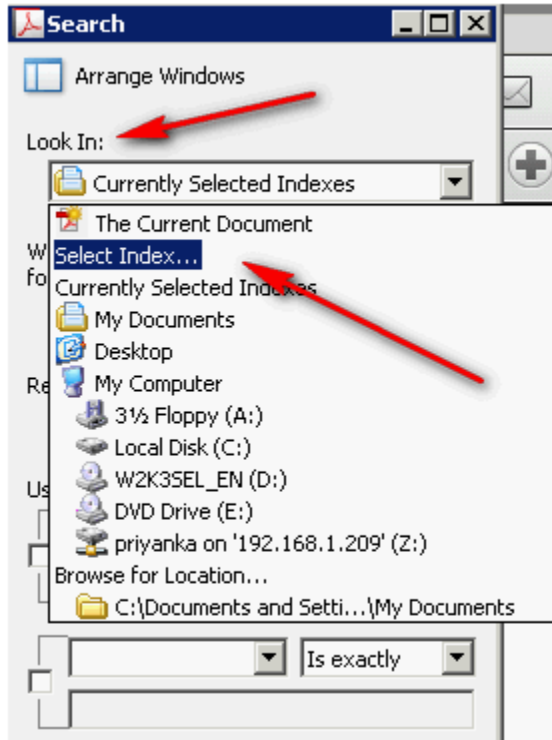 Search
Arrange Windows
Look In:
Currently Selected Indexes
The Current Document
Select Index...
Currently Selected Indexes
My Documents
Desktop
My Computer
3½ Floppy (A:)
Local Disk (C:)
W2K3SEL_EN (D:)
DVD Drive (E:)
priyanka on '192.168.1.209' (Z:)
Browse for Location...
C:\Documents and Setti...\My Documents
Is exactly